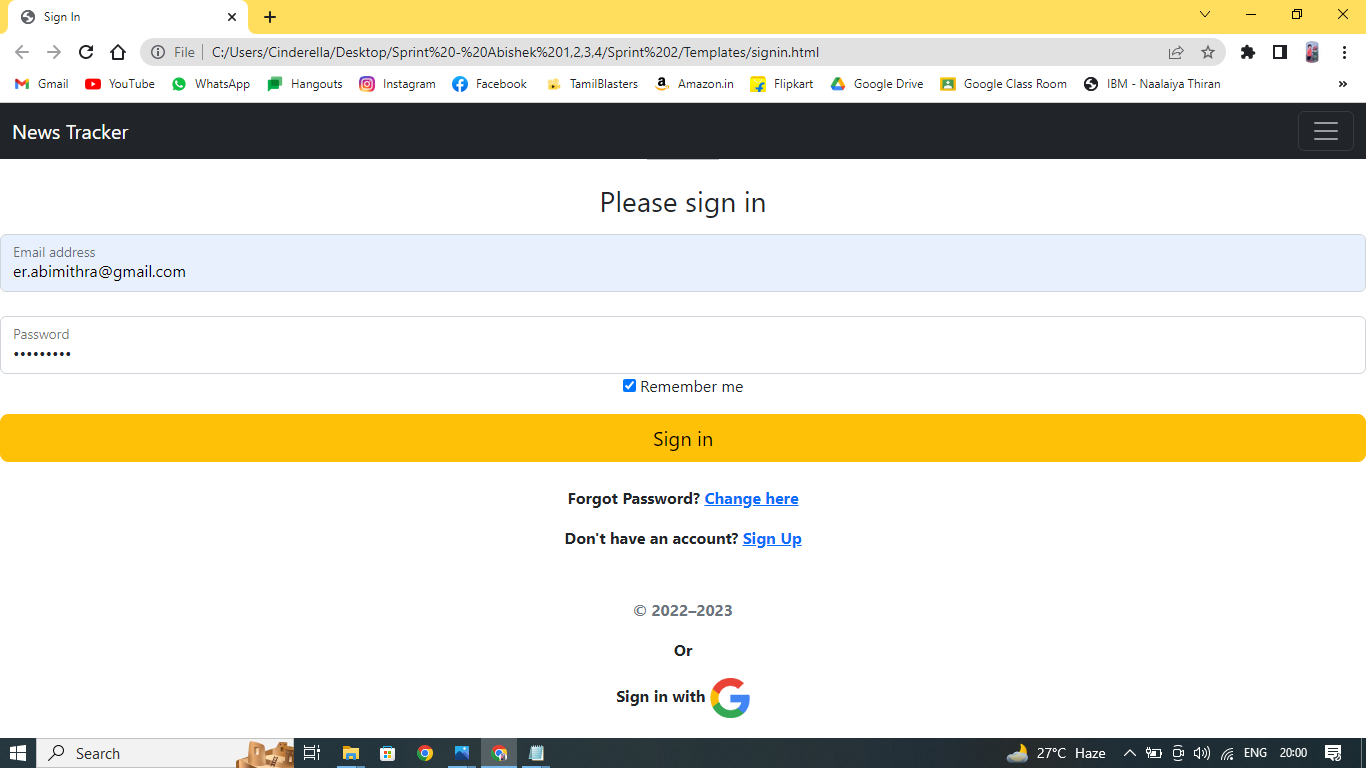 Sign In
File
C:/Users/Cinderella/Desktop/Sprint%20-%20Abishek%201,2,3,4/Sprint%202/Templates/signin.html
Gmail YouTube WhatsApp Hangouts Instagram Facebook TamilBlasters Amazon.in Flipkart Google Drive Google Class Room IBM - Naalaiya Thiran »
News Tracker
Please sign in
Email address
er.abimithra@gmail.com
Password
•••••••••
Remember me
Sign in
Forgot Password? Change here
Don't have an account? Sign Up
© 2022–2023
Or
Sign in with
Search 27°C Haze ENG 20:00